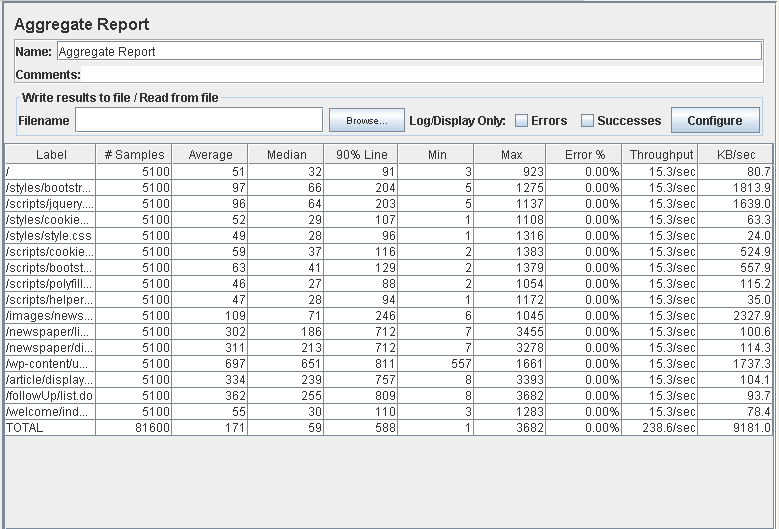 Aggregate Report
Name: Aggregate Report
Comments:
Write results to file / Read from file
Filename Browse... Log/Display Only: Errors Successes Configure
Label # Samples Average Median 90% Line Min Max Error % Throughput KB/sec
/ 5100 51 32 91 3 923 0.00% 15.3/sec 80.7
/styles/bootstr... 5100 97 66 204 5 1275 0.00% 15.3/sec 1813.9
/scripts/jquery.... 5100 96 64 203 5 1137 0.00% 15.3/sec 1639.0
/styles/cookie... 5100 52 29 107 1 1108 0.00% 15.3/sec 63.3
/styles/style.css 5100 49 28 96 1 1316 0.00% 15.3/sec 24.0
/scripts/cookie... 5100 59 37 116 2 1383 0.00% 15.3/sec 524.9
/scripts/bootst... 5100 63 41 129 2 1379 0.00% 15.3/sec 557.9
/scripts/polyfill... 5100 46 27 88 2 1054 0.00% 15.3/sec 115.2
/scripts/helper... 5100 47 28 94 1 1172 0.00% 15.3/sec 35.0
/images/news... 5100 109 71 246 6 1045 0.00% 15.3/sec 2327.9
/newspaper/li... 5100 302 186 712 7 3455 0.00% 15.3/sec 100.6
/newspaper/di... 5100 311 213 712 7 3278 0.00% 15.3/sec 114.3
/wp-content/u... 5100 697 651 811 557 1661 0.00% 15.3/sec 1737.3
/article/display... 5100 334 239 757 8 3393 0.00% 15.3/sec 104.1
/followUp/list.do 5100 362 255 809 8 3682 0.00% 15.3/sec 93.7
/welcome/ind... 5100 55 30 110 3 1283 0.00% 15.3/sec 78.4
TOTAL 81600 171 59 588 1 3682 0.00% 238.6/sec 9181.0